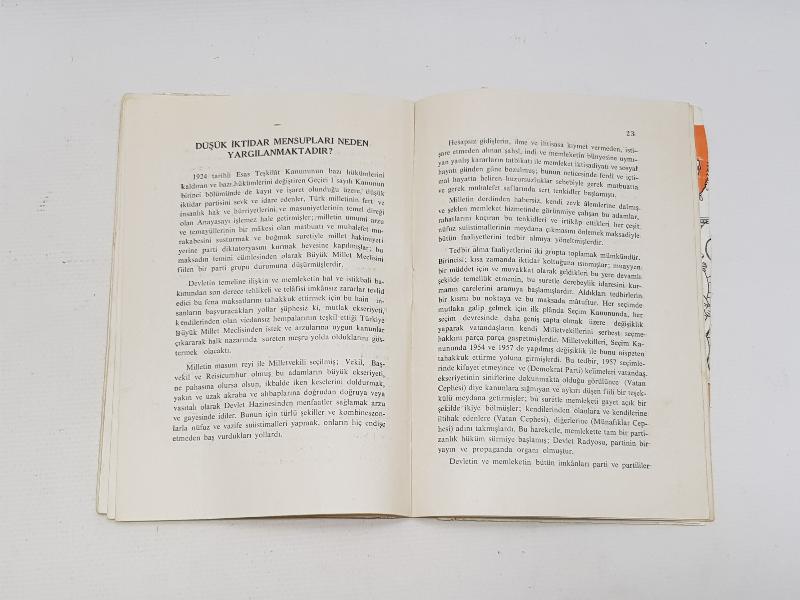 DÜŞÜK İKTİDAR MENSUPLARI NEDEN
YARGILANMAKTADIR?
1924 tarihli Esas Teşkilât Kanununun bazı hükümlerini
kaldıran ve bazı hükümlerini değiştiren Geçici 1 sayılı Kanunun
birinci bölümünde de kayıt ve işaret olunduğu üzere, düşük
iktidar partisini sevk ve idare edenler, Türk milletinin fert ve
insanlık hak ve hürriyetlerini ve masuniyetlerinin temel direği
olan Anayasayı işlemez hale getirmişler; milletin umumi arzu
ve temayüllerinin bir mâkesi olan matbuat ve muhalefet mu-
rakabesini susturmak ve boğmak suretiyle millet hakimiyeti
yerine parti diktatoryasını kurmak hevesine kapılmışlar; bu
maksadın temini cümlesinden olarak Büyük Millet Meclisini
fiilen bir parti grupu durumuna düşürmüşlerdir.
Devletin temeline ilişkin ve memleketin hal ve istikbali ba-
kımından son derece tehlikeli ve telâfisi imkânsız zararlar tevlid
edici bu fena maksatlarını tahakkuk ettirmek için bu hain in-
sanların başvuracakları yollar şüphesiz ki, mutlak ekseriyeti,
kendilerinden olan vicdansız hempalarının teşkil ettiği Türkiye
Büyük Millet Meclisinden istek ve arzularını uygun kanunlar
çıkararak halk nazarında sureten meşru yolda olduklarını gös-
termek olacaktı.
Milletin masum reyi ile Milletvekili seçilmiş; Vekil, Baş-
vekil ve Reisicumhur olmuş bu adamların büyük ekseriyeti,
ne pahasına olursa olsun, ikbalde iken keselerini doldurmak,
yakın ve uzak akraba ve ahbaplarına doğrudan doğruya veya
vasıtalı olarak Devlet Hazinesinden menfaatler sağlamak arzu
ve gayesinde idiler. Bunun için türlü şekiller ve kombinezson-
larla nüfuz ve vazife suiistimalleri yapmak, onların hiç endişe
etmeden baş vurdukları yollardı.
23
Hesapsız gidişlerin, ilme ve ihtisasa kıymet vermeden, isti-
şare etmeden alınan şahsî, indî ve memleketin bünyesine uymı-
yan yanlış kararların tatbikatı ile memleket iktisadiyatı ve sosyal
hayatı günden güne bozulmuş; bunun neticesinde ferdî ve içti-
mai hayatta beliren huzursuzluklar sebebiyle gerek matbuatta
ve gerek muhalefet saflarında sert tenkidler başlamıştı.
Milletin derdinden habersiz, kendi zevk âlemlerine dalmış,
ve şeklen memleket hizmetinde görünmiye çalışan bu adamlar,
rahatlarını kaçıran bu tenkidleri ve irtikâp ettikleri her çeşit
nüfuz suiistimallerinin meydana çıkmasını önlemek maksadiyle
bütün faaliyetlerini tedbir almıya yöneltmişlerdir.
Tedbir alma faaliyetlerini iki grupta toplamak mümkündür.
Birincisi; kısa zamanda iktidar koltuğuna ısınmışlar; muayyen
bir müddet için ve muvakkat olarak geldikleri bu yere devamlı
şekilde temellük etmenin, bu suretle derebeylik idaresini kur-
manın çarelerini aramıya başlamışlardır. Aldıkları tedbirlerin
bir kısmı bu noktaya ve bu maksada mâtuftur. Her seçimde
mutlaka galip gelmek için ilk plânda Seçim Kanununda, her
seçim devresinde daha geniş çapta olmak üzere değişiklik
yaparak vatandaşların kendi Milletvekillerini serbest seçme-
hakkını parça parça gaspetmişlerdir. Milletvekilleri, Seçim Ka-
nununda 1954 ve 1957 de yapılmış değişiklik ile bunu nispeten
tahakkuk ettirme yoluna girmişlerdi. Bu tedbir, 1957 seçimle-
rinde kifayet etmeyince ve (Demokrat Parti) kelimeleri vatandaş
ekseriyetinin sinirlerine dokunmakta olduğu görülünce (Vatan
Cephesi) diye kanunlara sığmıyan ve aykırı düşen fiili bir teşek-
külü meydana getirmişler; bu suretle memleketi gayet açık bir
şekilde ikiye bölmüşler; kendilerinden olanlara ve kendilerine
iltihak edenlere (Vatan Cephesi), diğerlerine (Münafıklar Cep-
hesi) adını takmışlardı. Bu hareketle, memlekette tam bir parti-
zanlık hüküm sürmiye başlamış; Devlet Radyosu, partinin bir
yayın ve propaganda organı olmuştur.
Devletin ve memleketin bütün imkânları parti ve partililer-